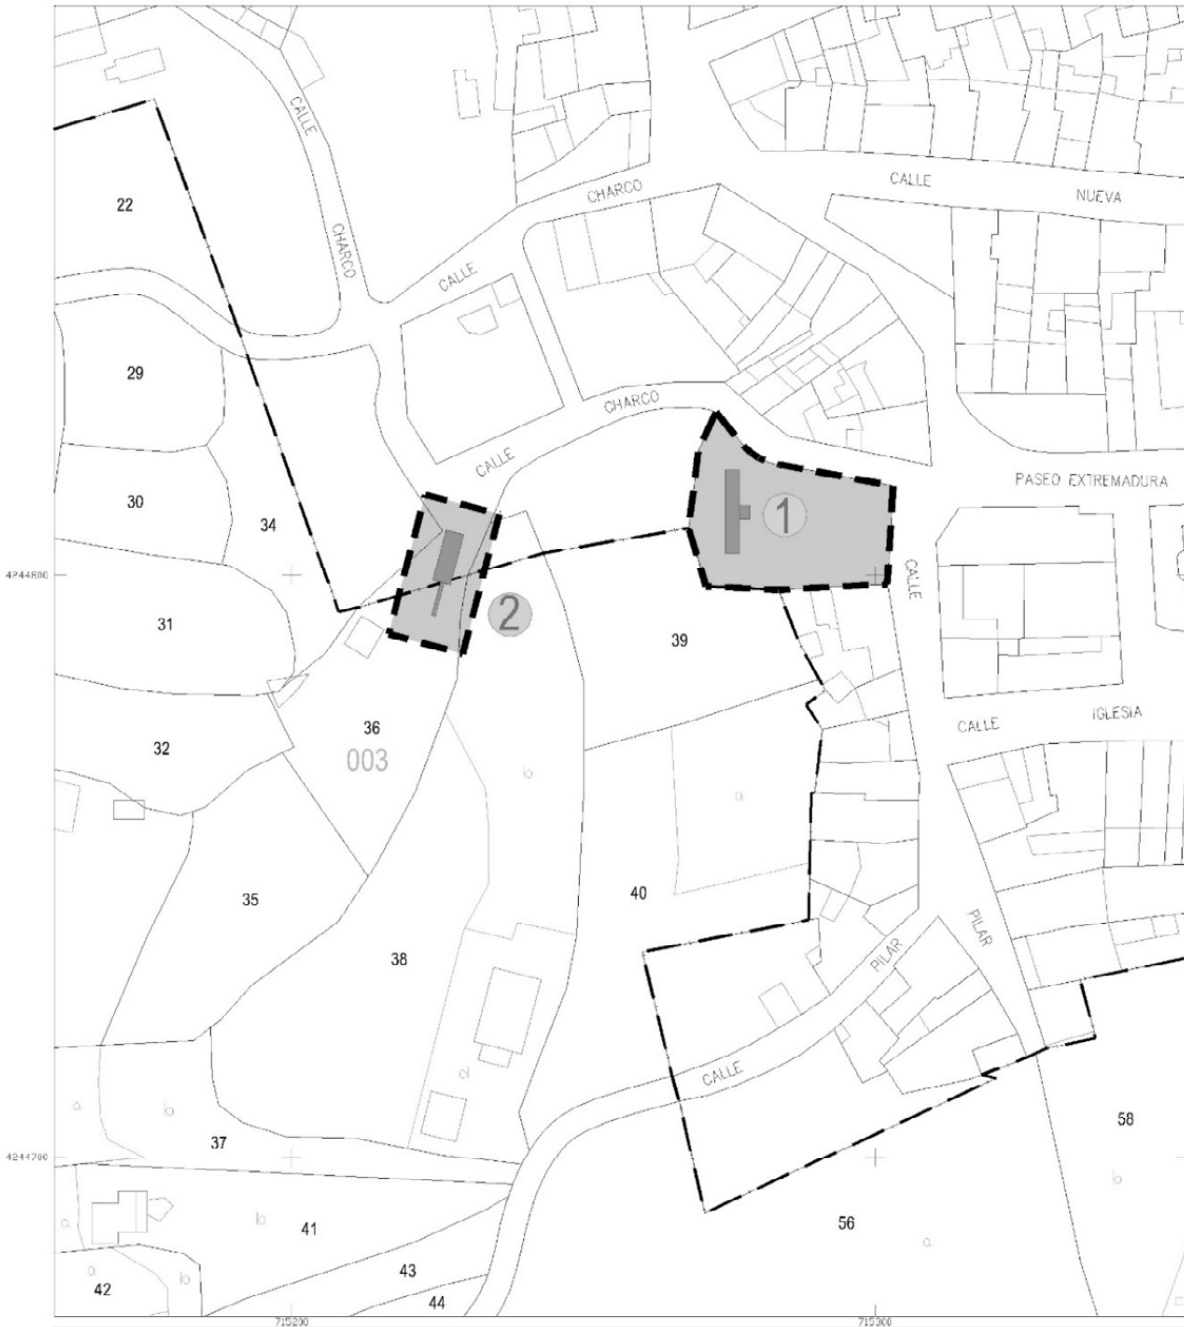 CALLE
CHARCO
CALLE
CHARCO
CALLE
NUEVA
22
29
30
34
31
32
CALLE
CHARCO
PASEO EXTREMADURA
1
2
CALLE
39
36
003
CALLE
IGLESIA
b
a
40
35
38
PILAR
PILAR
CALLE
d
a
b
37
58
b
a
b
41
56
a
a
b
42
43
44
4244800
4244700
715200
715300